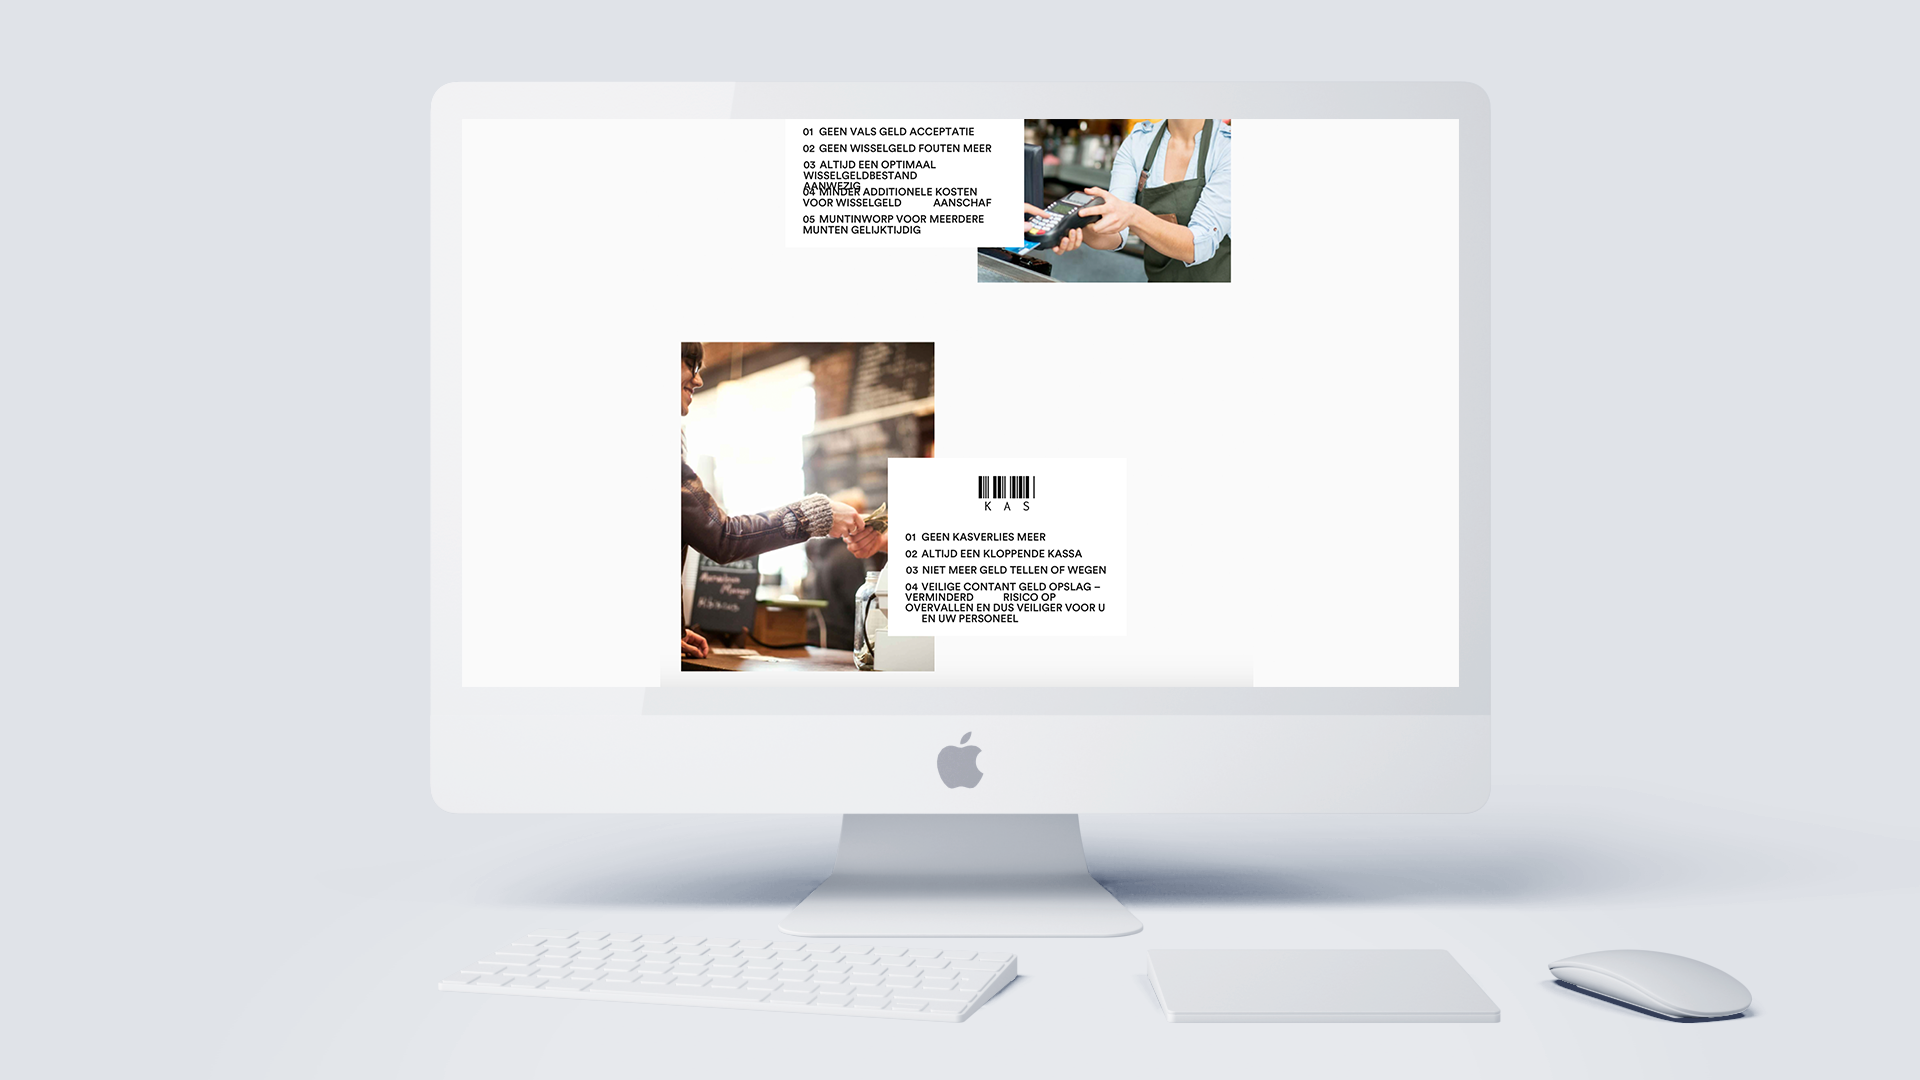 01 GEEN VALS GELD ACCEPTATIE
02 GEEN WISSELGELD FOUTEN MEER
03 ALTIJD EEN OPTIMAAL
WISSELGELDBESTAND
AANWEZIG
04 MINDER ADDITIONELE KOSTEN
VOOR WISSELGELD AANSCHAF
05 MUNTINWORP VOOR MEERDERE
MUNTEN GELIJKTIJDIG
K A S
01 GEEN KASVERLIES MEER
02 ALTIJD EEN KLOPPENDE KASSA
03 NIET MEER GELD TELLEN OF WEGEN
04 VEILIGE CONTANT GELD OPSLAG –
VERMINDERD RISICO OP
OVERVALLEN EN DUS VEILIGER VOOR U
EN UW PERSONEEL